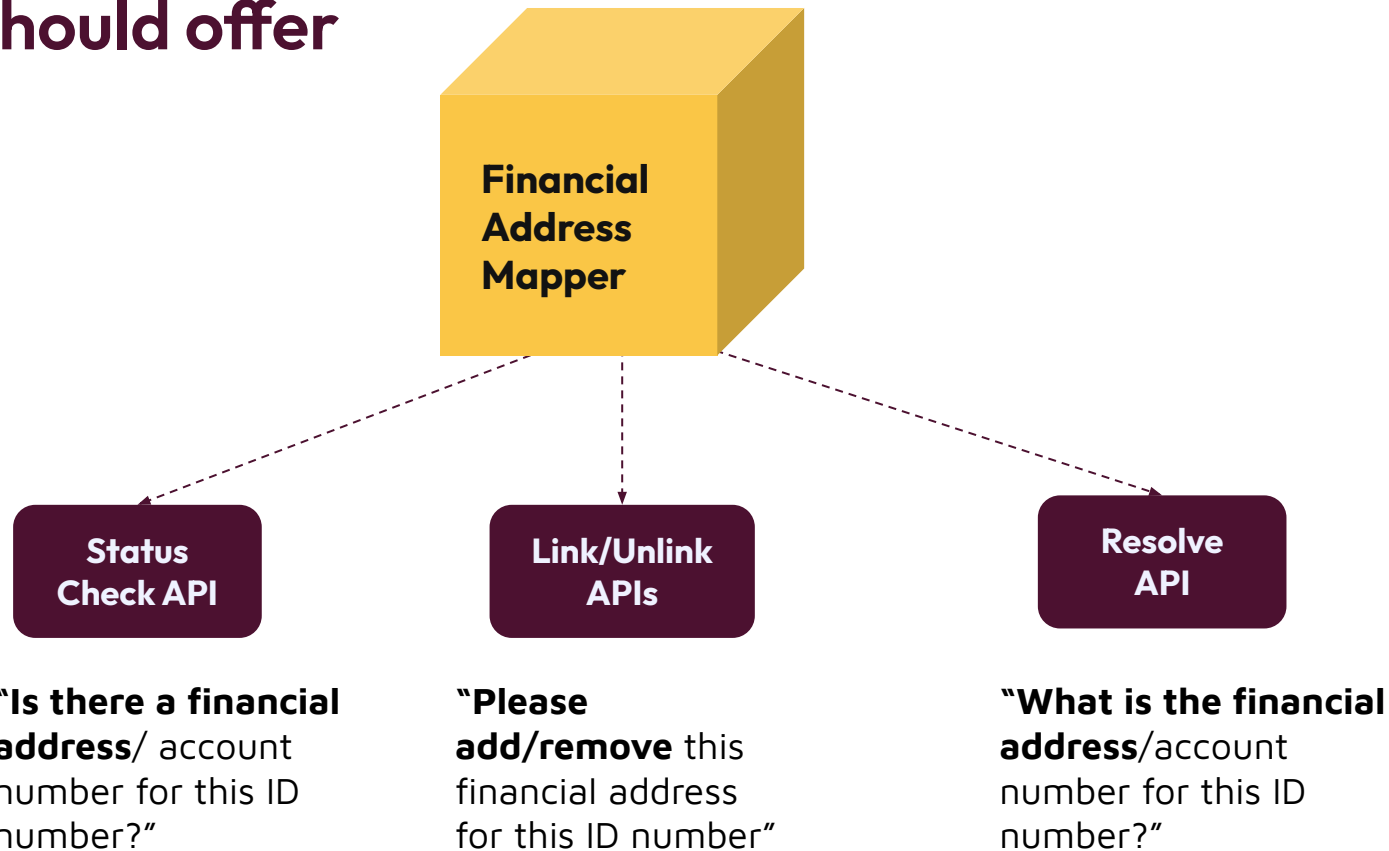 hould offer
Financial
Address
Mapper
Status
Check API
Link/Unlink
APIs
Resolve
API
“Is there a financial
address/ account
number for this ID
number?”
“Please
add/remove this
financial address
for this ID number”
“What is the financial
address/account
number for this ID
number?”